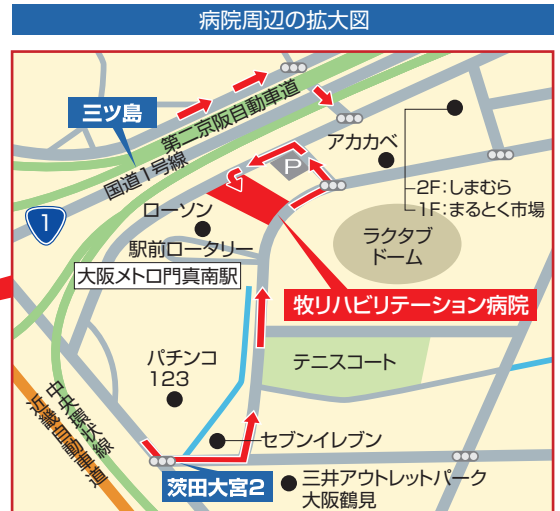 病院周辺の拡大図
三ツ島
第二京阪自動車道
国道1号線
1
アカカベ
P
2F:しまむら
1F:まるとく市場
ローソン
駅前ロータリー
大阪メトロ門真南駅
ラクタブ
ドーム
牧リハビリテーション病院
パチンコ
123
テニスコート
中央環状線
近畿自動車道
セブンイレブン
茨田大宮2
三井アウトレットパーク
大阪鶴見